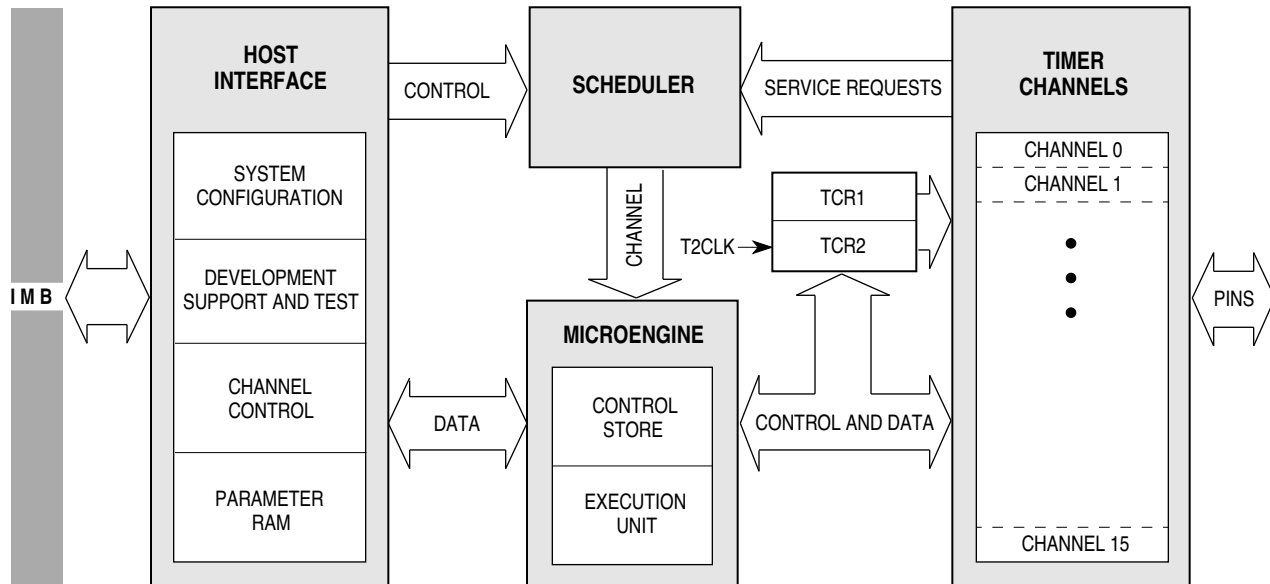 HOST
INTERFACE
CONTROL
SCHEDULER
SERVICE REQUESTS
TIMER
CHANNELS
SYSTEM
CONFIGURATION
DEVELOPMENT
SUPPORT AND TEST
CHANNEL
CONTROL
PARAMETER
RAM
IMB
CHANNEL
TCR1
TCR2
T2CLK
CHANNEL 0
CHANNEL 1
CHANNEL 15
PINS
MICROENGINE
CONTROL
STORE
EXECUTION
UNIT
DATA
CONTROL AND DATA